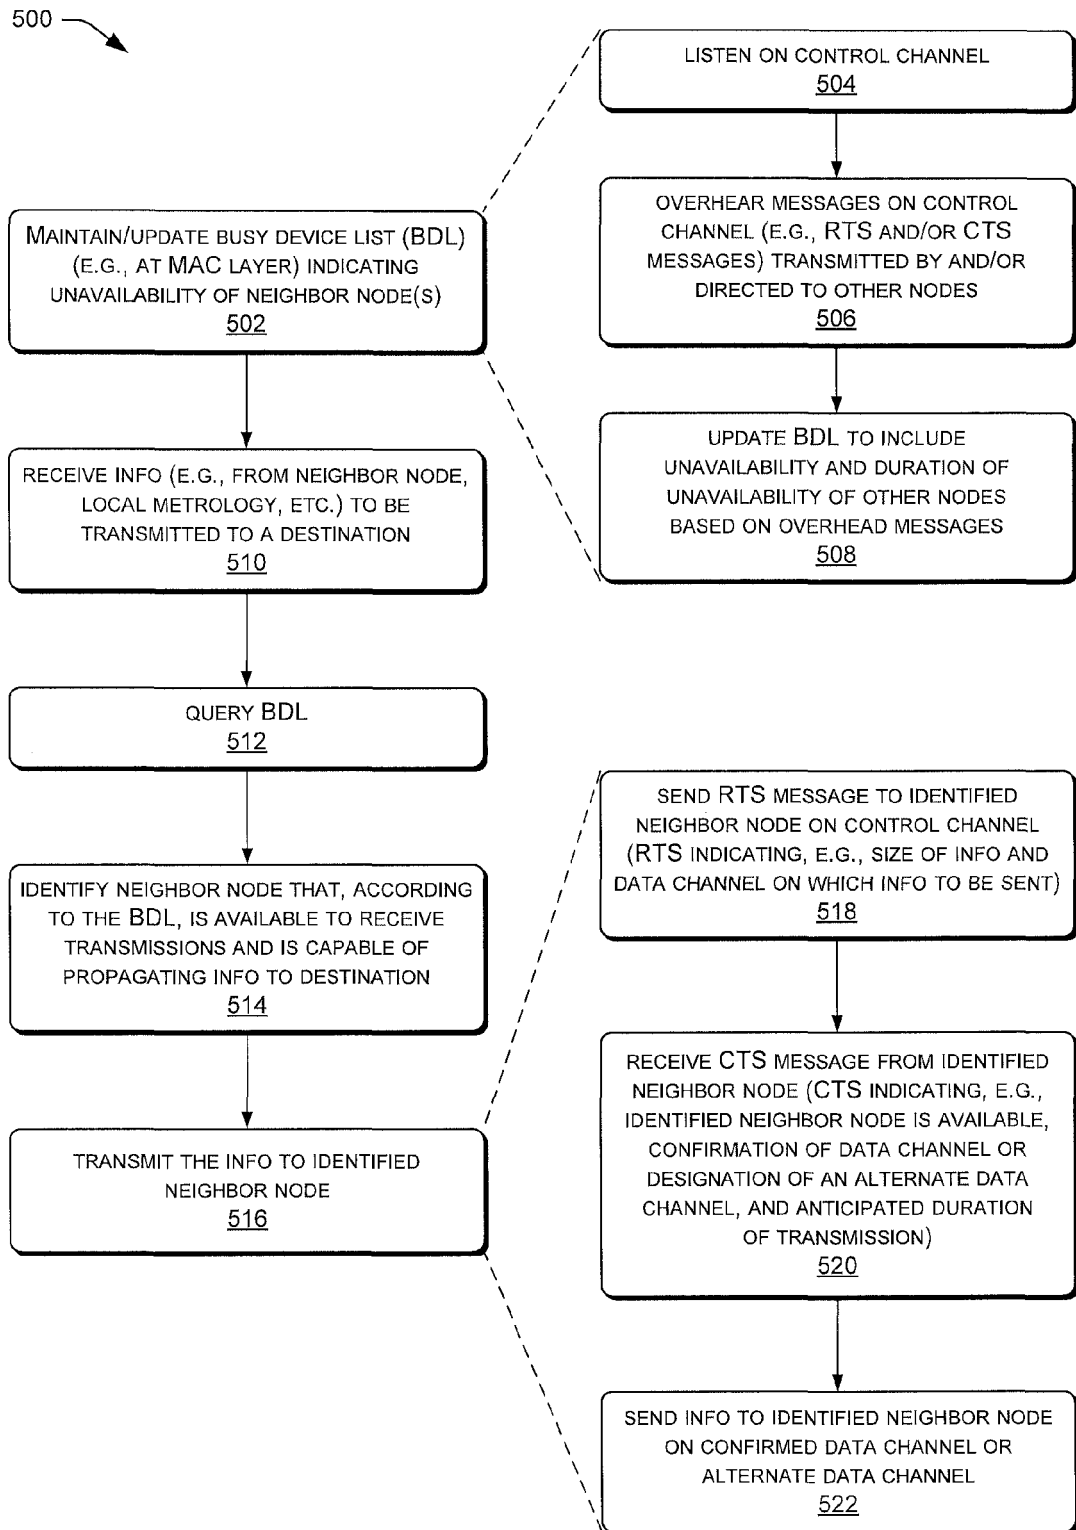 500
LISTEN ON CONTROL CHANNEL
504
OVERHEAR MESSAGES ON CONTROL
CHANNEL (E.G., RTS AND/OR CTS
MESSAGES) TRANSMITTED BY AND/OR
DIRECTED TO OTHER NODES
506
UPDATE BDL TO INCLUDE
UNAVAILABILITY AND DURATION OF
UNAVAILABILITY OF OTHER NODES
BASED ON OVERHEAD MESSAGES
508
MAINTAIN/UPDATE BUSY DEVICE LIST (BDL)
(E.G., AT MAC LAYER) INDICATING
UNAVAILABILITY OF NEIGHBOR NODE(S)
502
RECEIVE INFO (E.G., FROM NEIGHBOR NODE,
LOCAL METROLOGY, ETC.) TO BE
TRANSMITTED TO A DESTINATION
510
QUERY BDL
512
IDENTIFY NEIGHBOR NODE THAT, ACCORDING
TO THE BDL, IS AVAILABLE TO RECEIVE
TRANSMISSIONS AND IS CAPABLE OF
PROPAGATING INFO TO DESTINATION
514
TRANSMIT THE INFO TO IDENTIFIED
NEIGHBOR NODE
516
SEND RTS MESSAGE TO IDENTIFIED
NEIGHBOR NODE ON CONTROL CHANNEL
(RTS INDICATING, E.G., SIZE OF INFO AND
DATA CHANNEL ON WHICH INFO TO BE SENT)
518
RECEIVE CTS MESSAGE FROM IDENTIFIED
NEIGHBOR NODE (CTS INDICATING, E.G.,
IDENTIFIED NEIGHBOR NODE IS AVAILABLE,
CONFIRMATION OF DATA CHANNEL OR
DESIGNATION OF AN ALTERNATE DATA
CHANNEL, AND ANTICIPATED DURATION
OF TRANSMISSION)
520
SEND INFO TO IDENTIFIED NEIGHBOR NODE
ON CONFIRMED DATA CHANNEL OR
ALTERNATE DATA CHANNEL
522